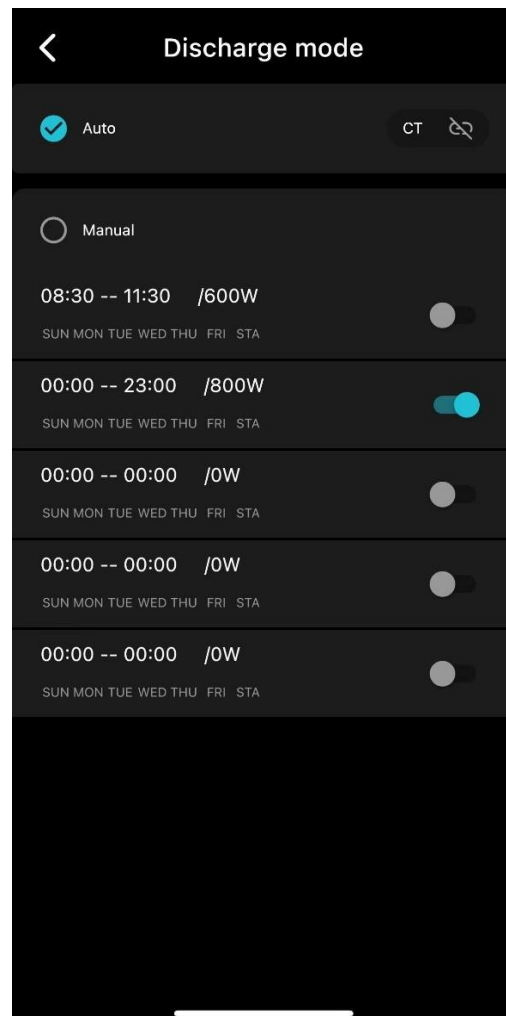 Discharge mode
Auto CT
Manual
08:30 -- 11:30 /600W
SUN MON TUE WED THU FRI STA
00:00 -- 23:00 /800W
SUN MON TUE WED THU FRI STA
00:00 -- 00:00 /0W
SUN MON TUE WED THU FRI STA
00:00 -- 00:00 /0W
SUN MON TUE WED THU FRI STA
00:00 -- 00:00 /0W
SUN MON TUE WED THU FRI STA